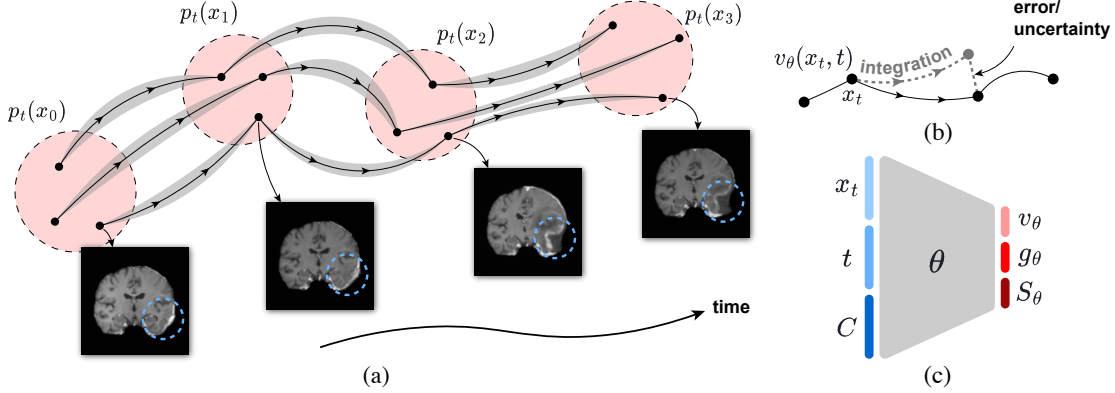 p_t(x_0)
p_t(x_1)
p_t(x_2)
p_t(x_3)
time
(a)
error/
uncertainty
v_θ(x_t, t)
integration
x_t
(b)
x_t
t
C
θ
v_θ
g_θ
S_θ
(c)